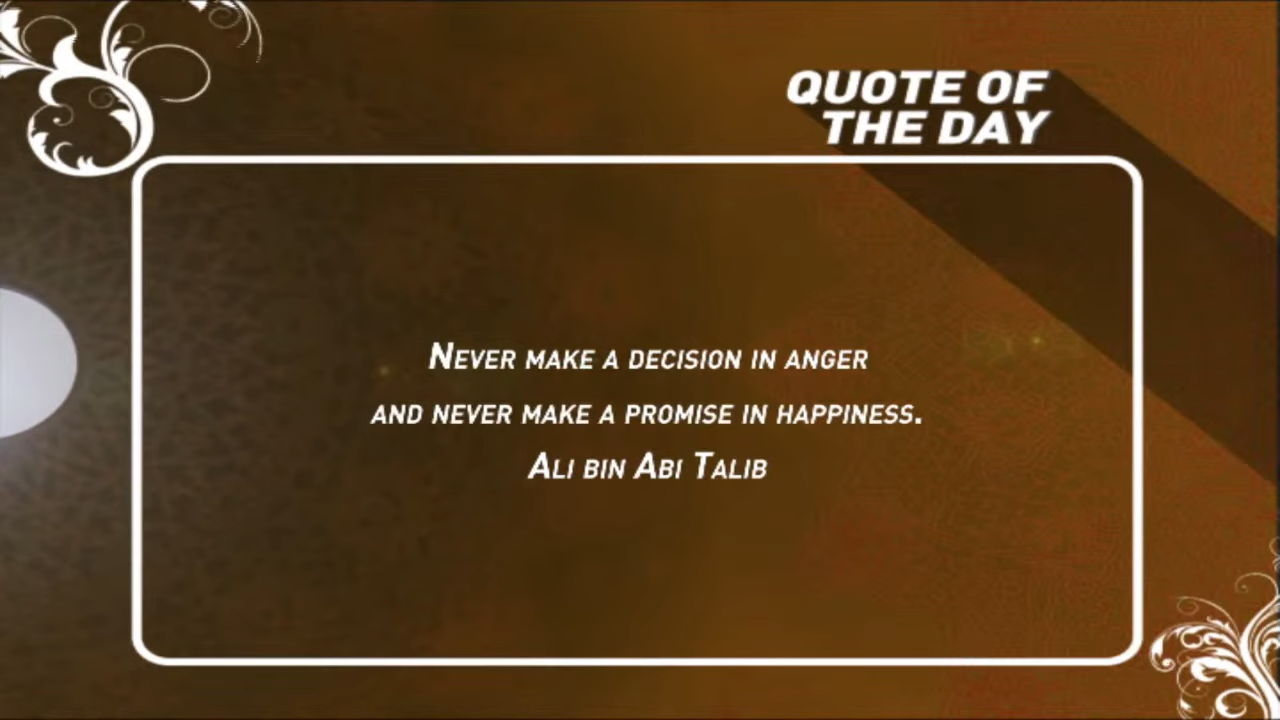 QUOTE OF
THE DAY
Never make a decision in anger
and never make a promise in happiness.
Ali bin Abi Talib